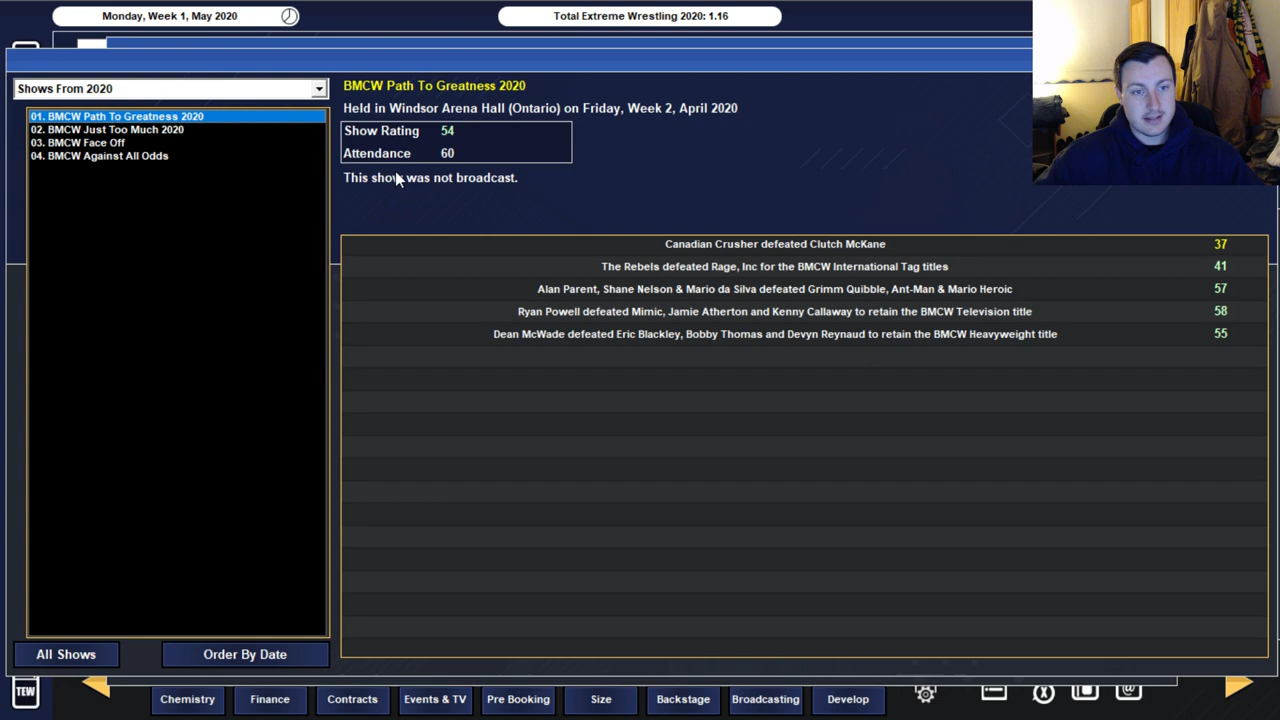 Monday, Week 1, May 2020
Total Extreme Wrestling 2020: 1.16
Shows From 2020
01. BMCW Path To Greatness 2020
02. BMCW Just Too Much 2020
03. BMCW Face Off
04. BMCW Against All Odds
BMCW Path To Greatness 2020
Held in Windsor Arena Hall (Ontario) on Friday, Week 2, April 2020
Show Rating 54
Attendance 60
This show was not broadcast.
Canadian Crusher defeated Clutch McKane 37
The Rebels defeated Rage, Inc for the BMCW International Tag titles 41
Alan Parent, Shane Nelson & Mario da Silva defeated Grimm Quibble, Ant-Man & Mario Heroic 57
Ryan Powell defeated Mimic, Jamie Atherton and Kenny Callaway to retain the BMCW Television title 58
Dean McWade defeated Eric Blackley, Bobby Thomas and Devyn Reynaud to retain the BMCW Heavyweight title 55
All Shows
Order By Date
TEW
Chemistry
Finance
Contracts
Events & TV
Pre Booking
Size
Backstage
Broadcasting
Develop